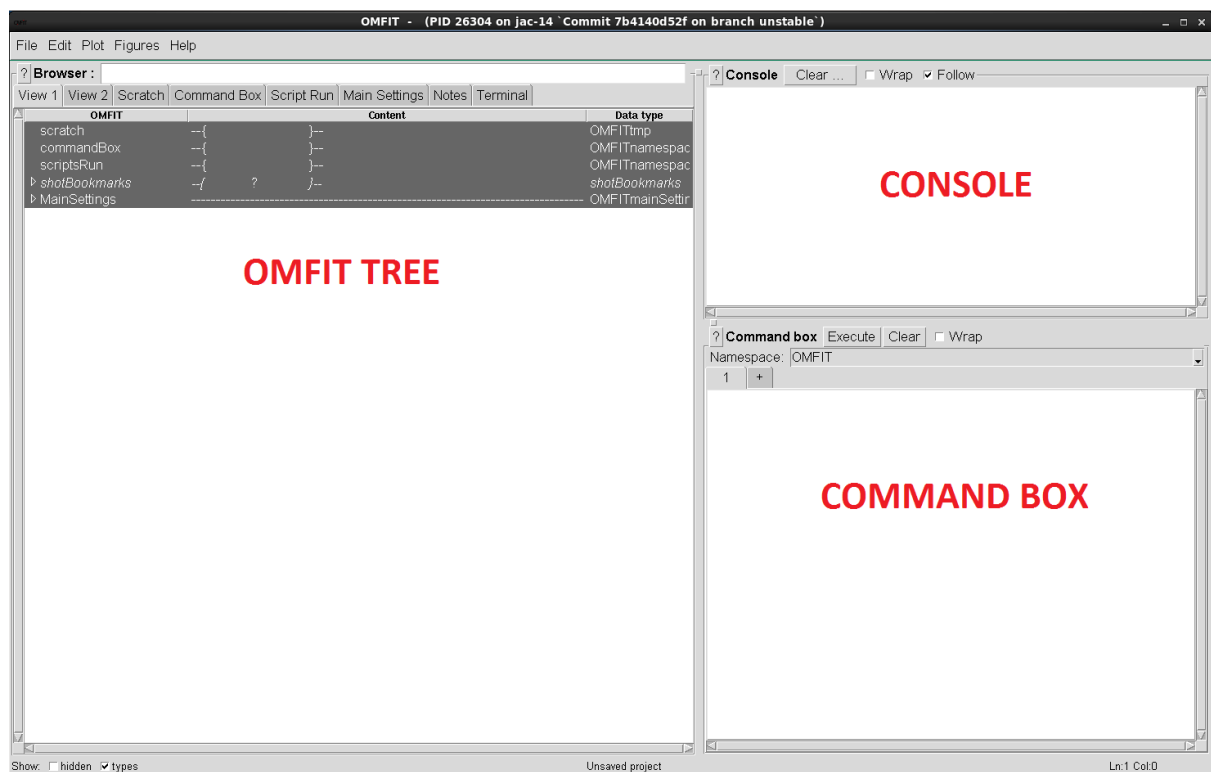 OMFIT - (PID 26304 on jac-14 `Commit 7b4140d52f on branch unstable`)
File Edit Plot Figures Help
? Browser :
View 1 View 2 Scratch Command Box Script Run Main Settings Notes Terminal
OMFIT Content Data type
scratch --{ }-- OMFITtmp
commandBox --{ }-- OMFITnamespac
scriptsRun --{ }-- OMFITnamespac
shotBookmarks --{ ? }-- shotBookmarks
MainSettings OMFITmainSettir
OMFIT TREE
? Console Clear ... Wrap Follow
CONSOLE
? Command box Execute Clear Wrap
Namespace: OMFIT
1 +
COMMAND BOX
Show: hidden types Unsaved project Ln:1 Col:0